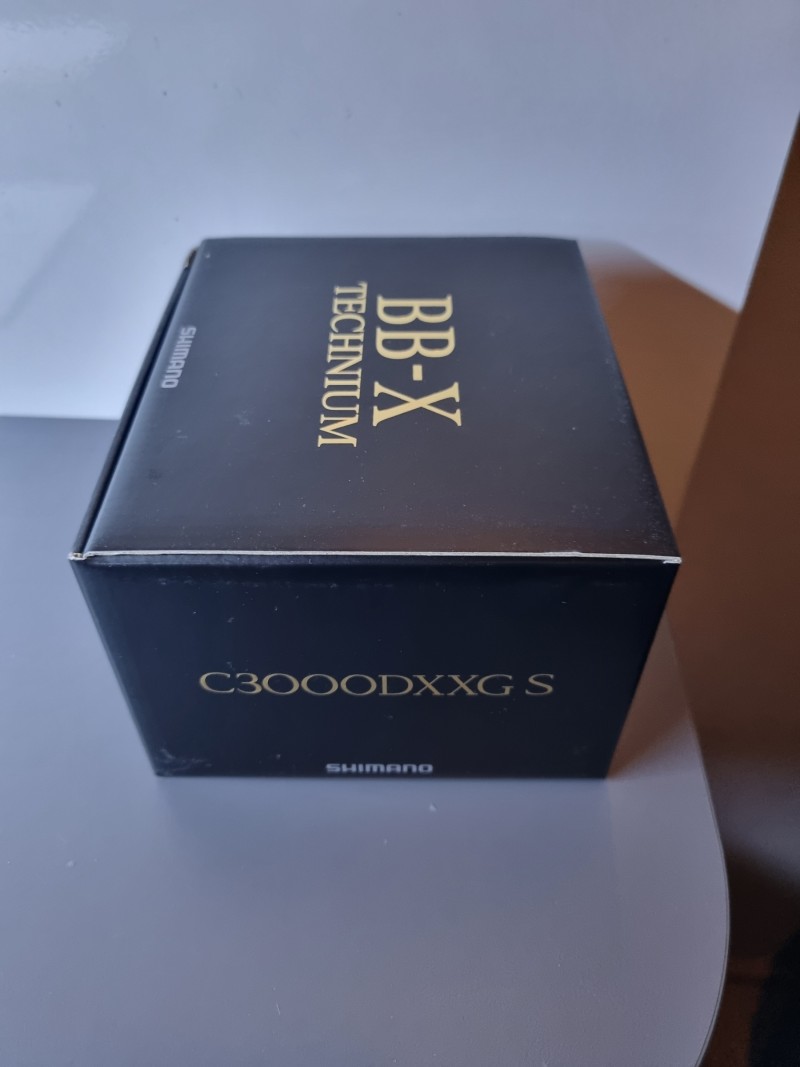 BB-X
TECHNIUM
SHIMANO
C3000DXXG S
SHIMANO